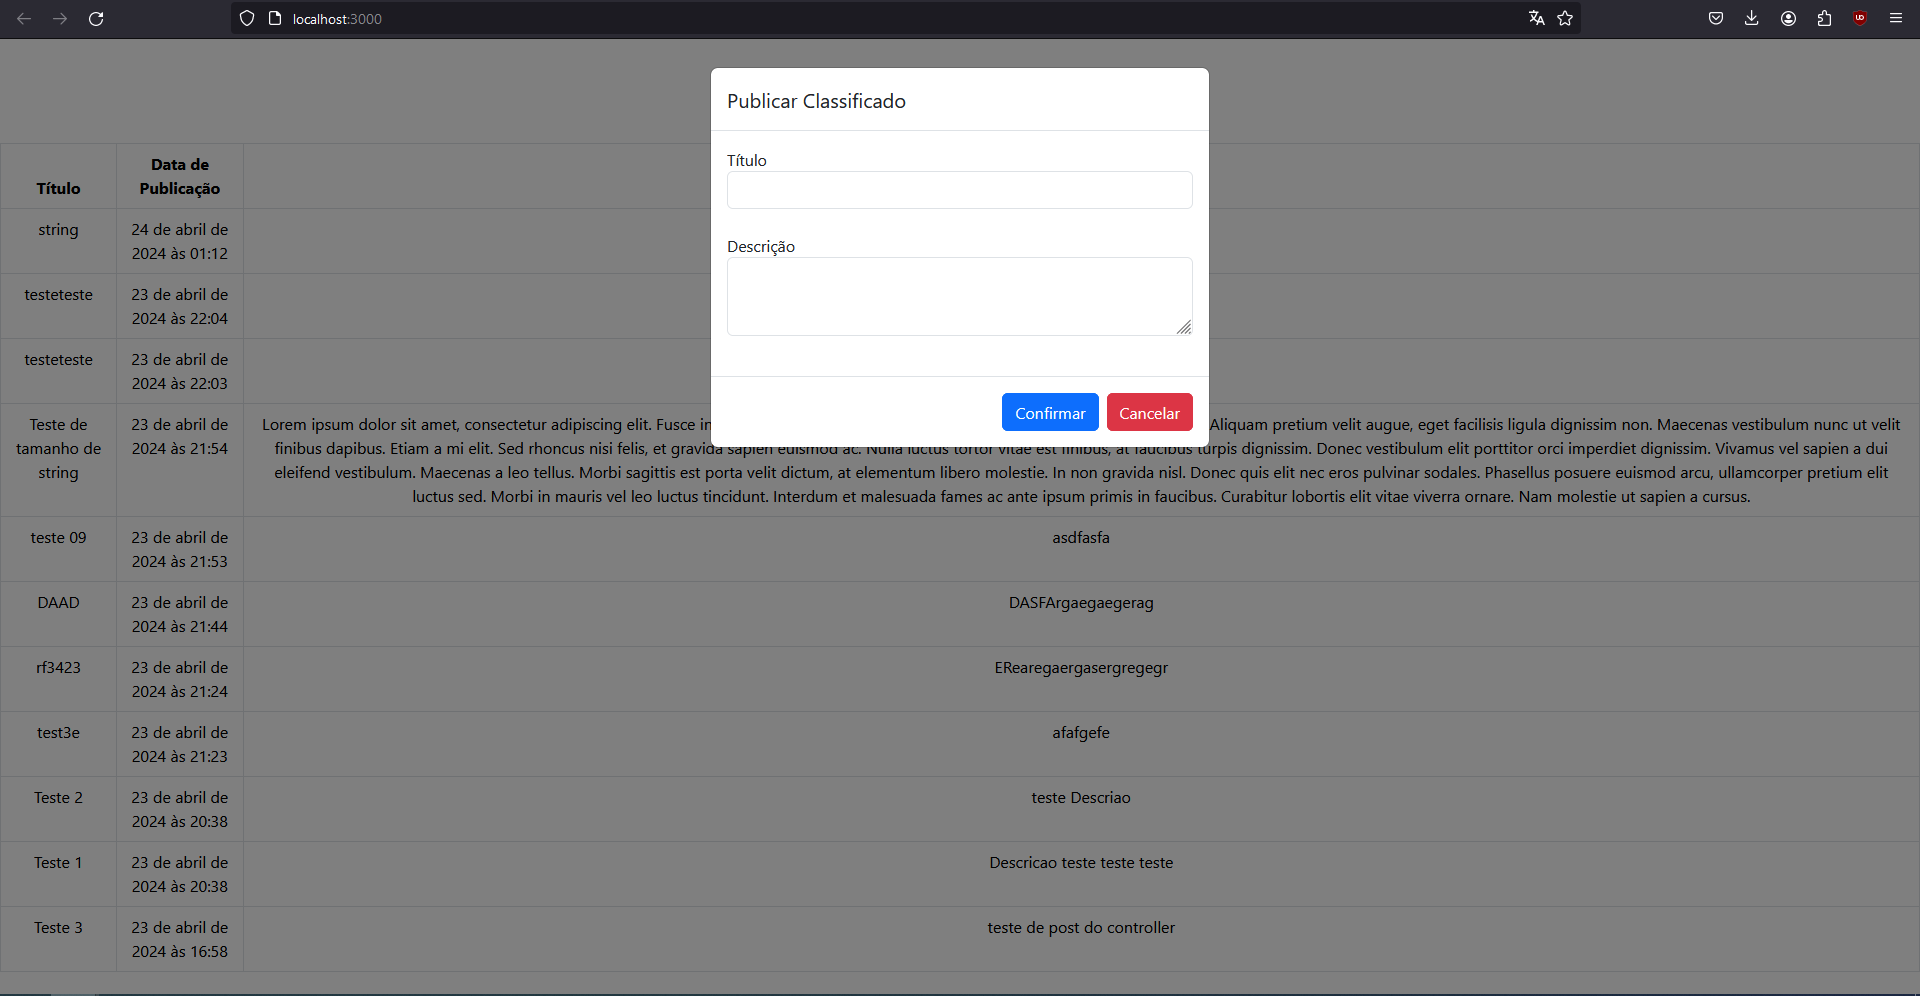 localhost:3000
Publicar Classificado
Título
Descrição
Confirmar Cancelar
Título
Data de
Publicação
string
24 de abril de
2024 às 01:12
testeteste
23 de abril de
2024 às 22:04
testeteste
23 de abril de
2024 às 22:03
Teste de
tamanho de
string
23 de abril de
2024 às 21:54
Lorem ipsum dolor sit amet, consectetur adipiscing elit. Fusce in Aliquam pretium velit augue, eget facilisis ligula dignissim non. Maecenas vestibulum nunc ut velit
finibus dapibus. Etiam a mi elit. Sed rhoncus nisi felis, et gravida sapien euismod ac. Nulla luctus tortor vitae est finibus, at faucibus turpis dignissim. Donec vestibulum elit porttitor orci imperdiet dignissim. Vivamus vel sapien a dui
eleifend vestibulum. Maecenas a leo tellus. Morbi sagittis est porta velit dictum, at elementum libero molestie. In non gravida nisl. Donec quis elit nec eros pulvinar sodales. Phasellus posuere euismod arcu, ullamcorper pretium elit
luctus sed. Morbi in mauris vel leo luctus tincidunt. Interdum et malesuada fames ac ante ipsum primis in faucibus. Curabitur lobortis elit vitae viverra ornare. Nam molestie ut sapien a cursus.
teste 09
23 de abril de
2024 às 21:53
asdfasfa
DAAD
23 de abril de
2024 às 21:44
DASFArgaegaegerag
rf3423
23 de abril de
2024 às 21:24
ERearegaergasergregegr
test3e
23 de abril de
2024 às 21:23
afafgefe
Teste 2
23 de abril de
2024 às 20:38
teste Descriao
Teste 1
23 de abril de
2024 às 20:38
Descricao teste teste teste
Teste 3
23 de abril de
2024 às 16:58
teste de post do controller